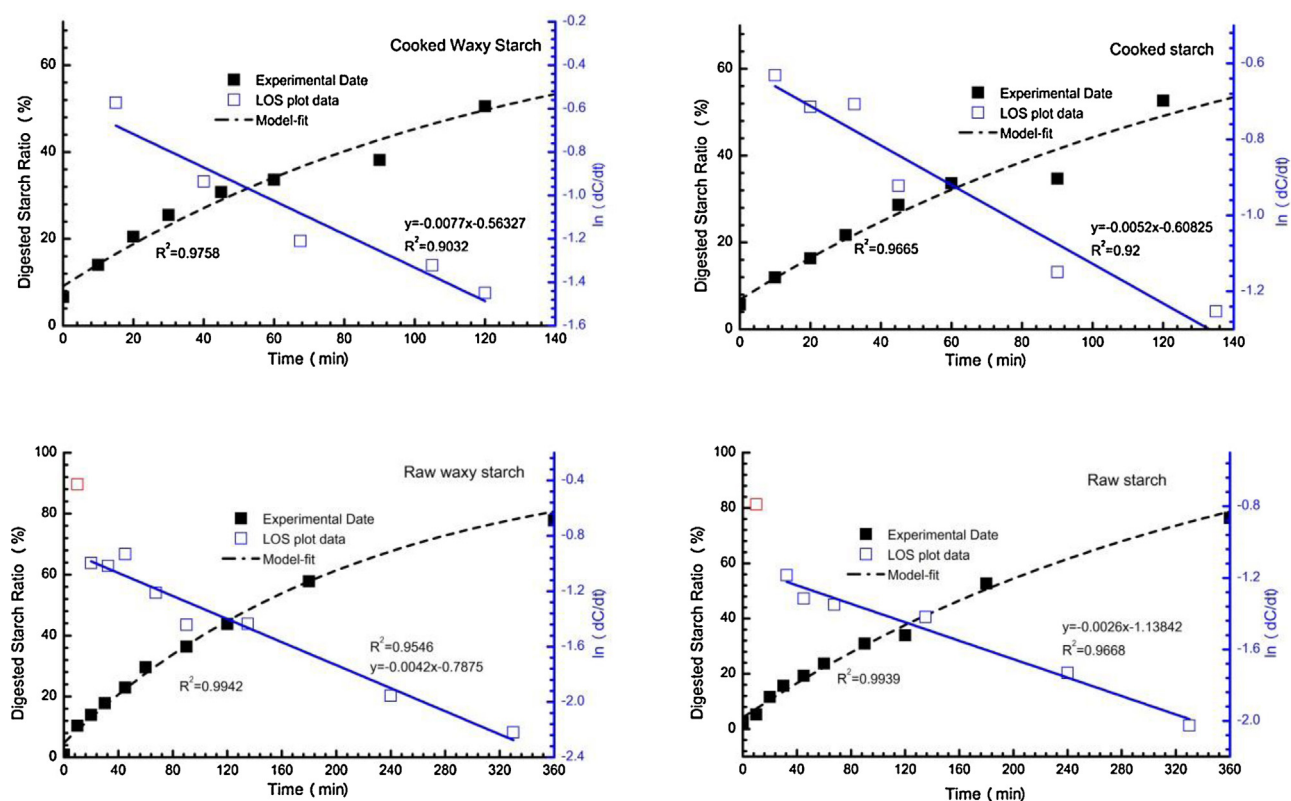 Cooked Waxy Starch
Experimental Date
LOS plot data
Model-fit
y=-0.0077x-0.56327
R²=0.9032
R²=0.9758
Digested Starch Ratio (%)
0
20
40
60
ln (dC/dt)
-0.2
-0.4
-0.6
-0.8
-1.0
-1.2
-1.4
-1.6
0 20 40 60 80 100 120 140
Time (min)
Cooked starch
Experimental Date
LOS plot data
Model-fit
y=-0.0052x-0.60825
R²=0.92
R²=0.9665
Digested Starch Ratio (%)
0
20
40
60
ln (dC/dt)
-0.6
-0.8
-1.0
-1.2
0 20 40 60 80 100 120 140
Time (min)
Raw waxy starch
Experimental Date
LOS plot data
Model-fit
R²=0.9546
y=-0.0042x-0.7875
R²=0.9942
Digested Starch Ratio (%)
0
20
40
60
80
100
ln (dC/dt)
-0.4
-0.8
-1.2
-1.6
-2.0
-2.4
0 40 80 120 160 200 240 280 320 360
Time (min)
Raw starch
Experimental Date
LOS plot data
Model-fit
y=-0.0026x-1.13842
R²=0.9668
R²=0.9939
Digested Starch Ratio (%)
0
20
40
60
80
100
ln (dC/dt)
-0.8
-1.2
-1.6
-2.0
0 40 80 120 160 200 240 280 320 360
Time (min)